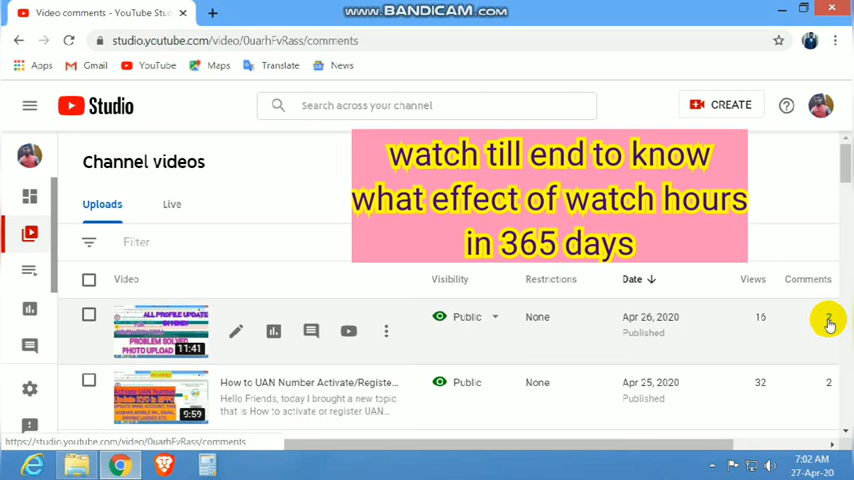 Video comments - YouTube Stu
www.BANDICAM.com
studio.youtube.com/video/0uarhFvRass/comments
Apps
Gmail
YouTube
Maps
Translate
News
Studio
Search across your channel
CREATE
watch till end to know
what effect of watch hours
in 365 days
Channel videos
Uploads
Live
Filter
Video
Visibility
Restrictions
Date
Views
Comments
ALL PROFILE UPDATE
IN HINDI
PROBLEM SOLVED
PHOTO UPLOAD
11:41
Public
None
Apr 26, 2020
Published
16
2
9:59
How to UAN Number Activate/Registe...
Hello Friends, today I brought a new topic
that is How to activate or register UAN
Public
None
Apr 25, 2020
Published
32
2
https://studio.youtube.com/video/0uarhFvRass/comments
7:02 AM
27-Apr-20